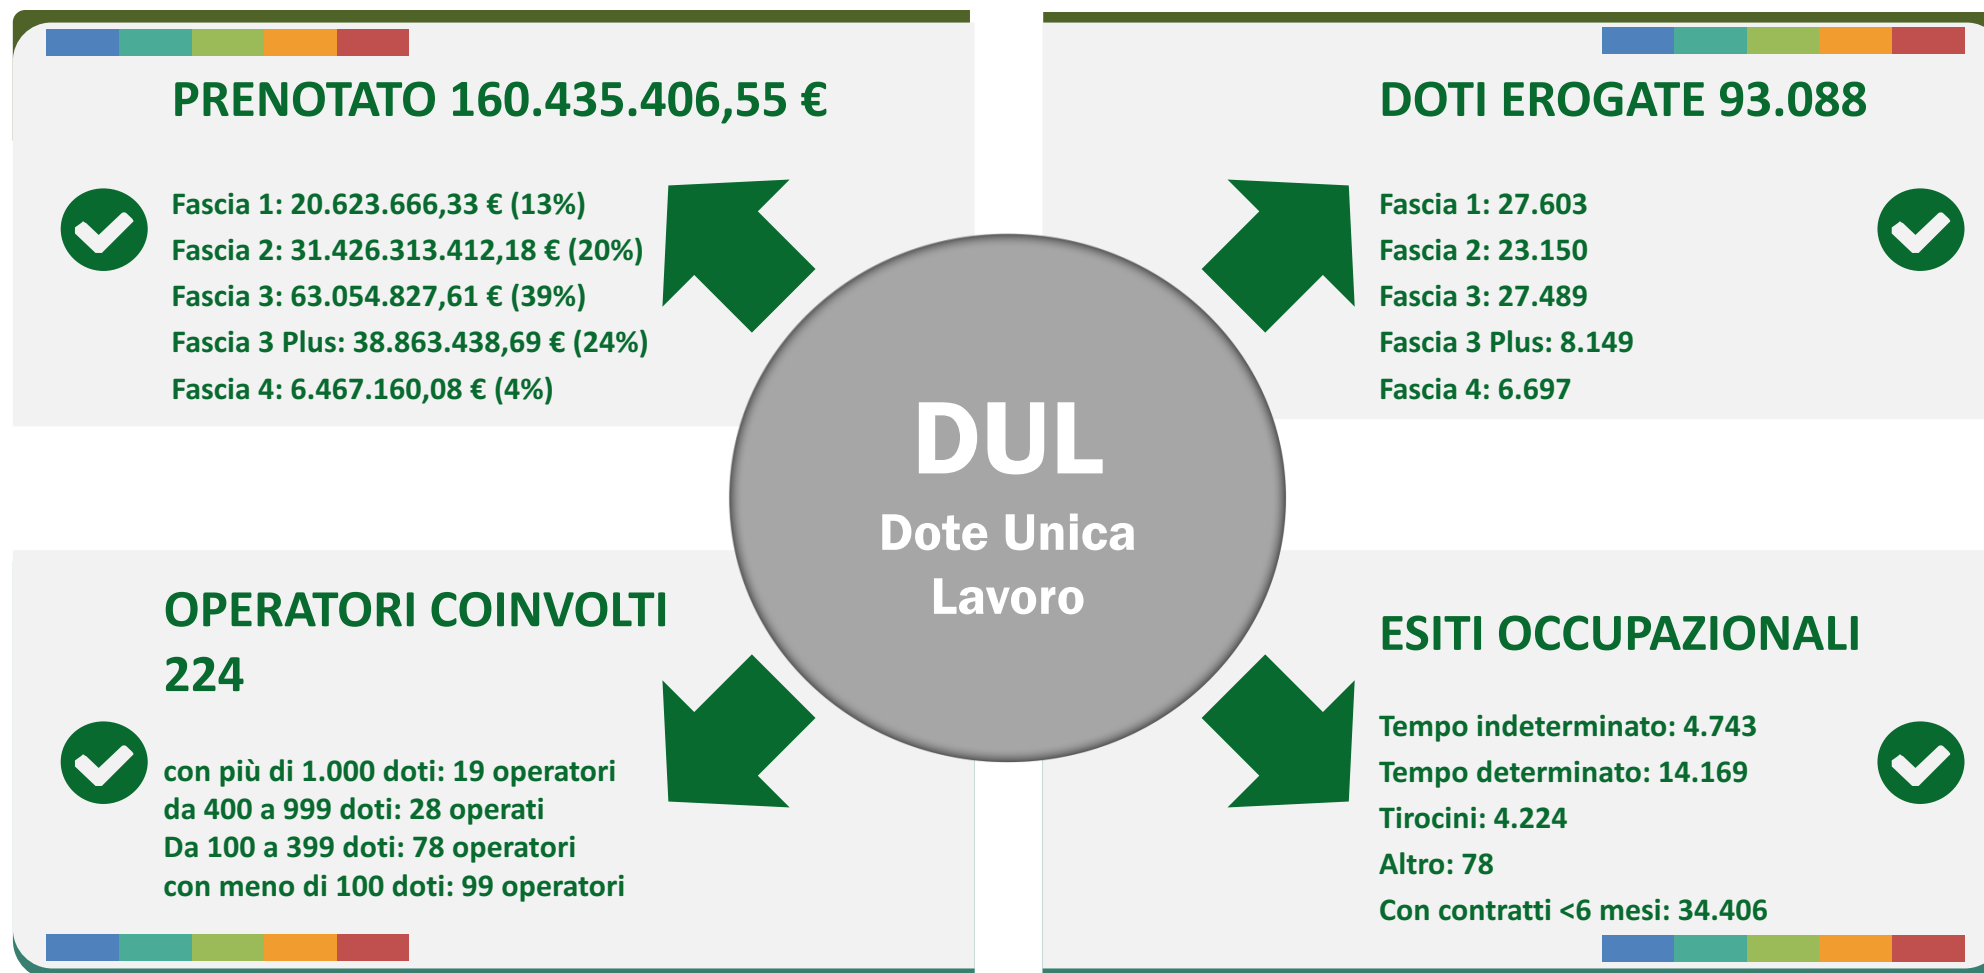 PRENOTATO 160.435.406,55 €
Fascia 1: 20.623.666,33 € (13%)
Fascia 2: 31.426.313.412,18 € (20%)
Fascia 3: 63.054.827,61 € (39%)
Fascia 3 Plus: 38.863.438,69 € (24%)
Fascia 4: 6.467.160,08 € (4%)
DOTI EROGATE 93.088
Fascia 1: 27.603
Fascia 2: 23.150
Fascia 3: 27.489
Fascia 3 Plus: 8.149
Fascia 4: 6.697
DUL
Dote Unica
Lavoro
OPERATORI COINVOLTI
224
con più di 1.000 doti: 19 operatori
da 400 a 999 doti: 28 operati
Da 100 a 399 doti: 78 operatori
con meno di 100 doti: 99 operatori
ESITI OCCUPAZIONALI
Tempo indeterminato: 4.743
Tempo determinato: 14.169
Tirocini: 4.224
Altro: 78
Con contratti <6 mesi: 34.406